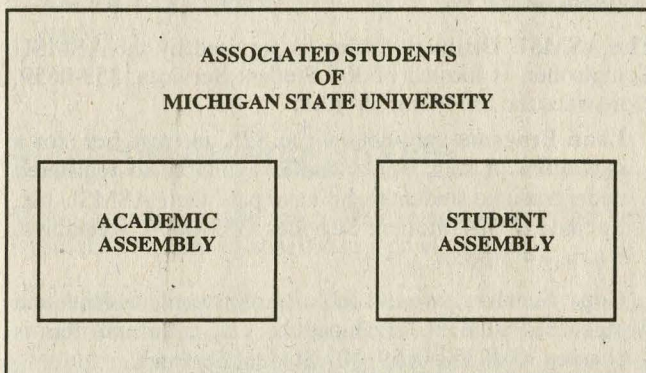 ASSOCIATED STUDENTS
OF
MICHIGAN STATE UNIVERSITY
ACADEMIC
ASSEMBLY
STUDENT
ASSEMBLY